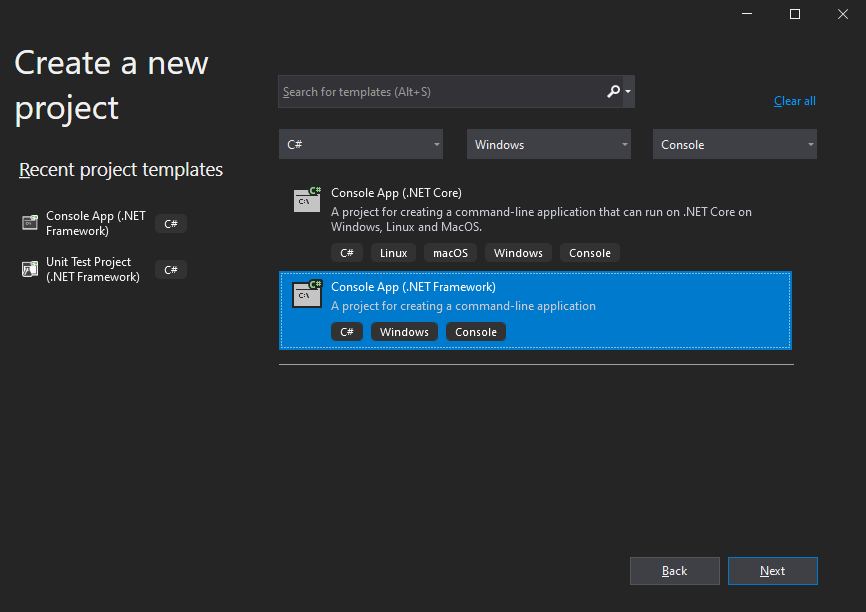 Create a new
project
Search for templates (Alt+S)
Clear all
C#
Windows
Console
Recent project templates
Console App (.NET
Framework)
C#
Unit Test Project
(.NET Framework)
C#
C#
C:\
Console App (.NET Core)
A project for creating a command-line application that can run on .NET Core on
Windows, Linux and MacOS.
C#
Linux
macOS
Windows
Console
C#
C:\
Console App (.NET Framework)
A project for creating a command-line application
C#
Windows
Console
Back
Next